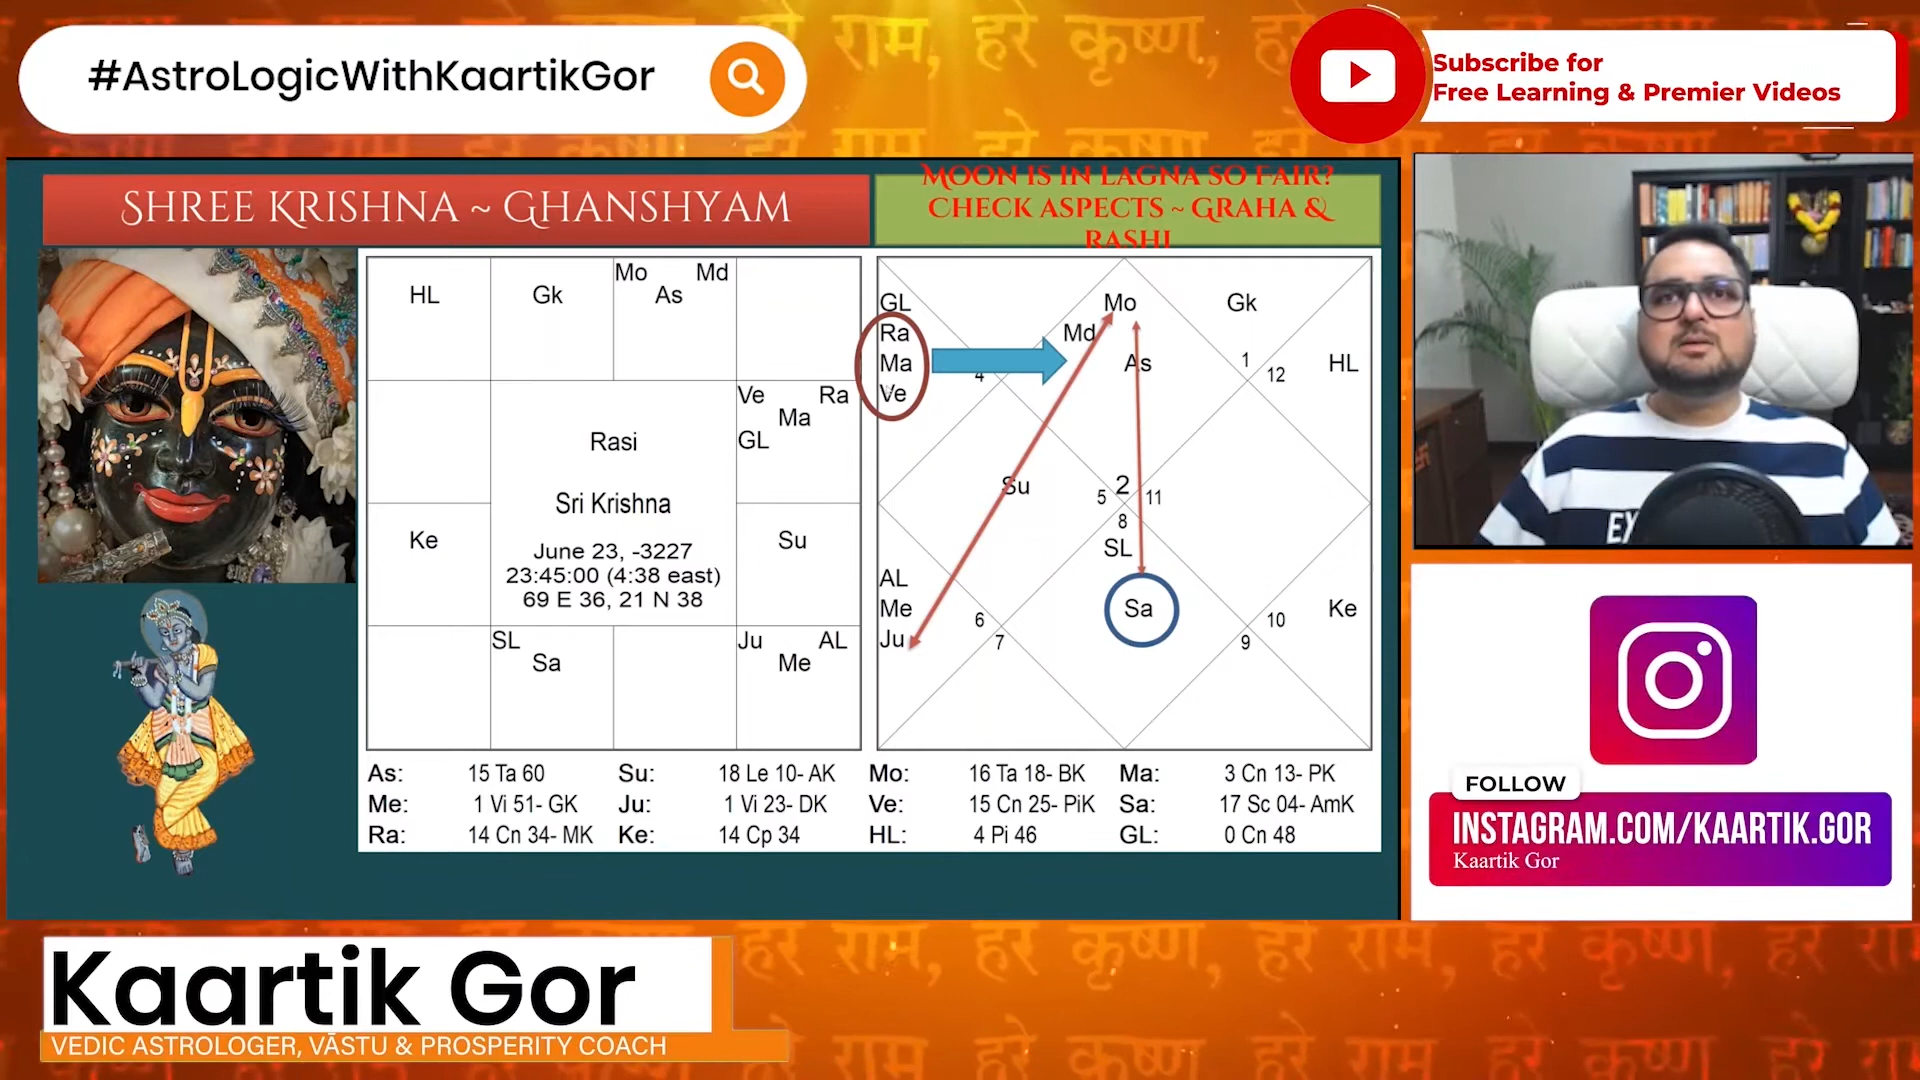 #AstroLogicWithKaartikGor
Subscribe for
Free Learning & Premier Videos
SHREE KRISHNA ~ GHANSHYAM
MOON IS IN LAGNA SO FAIR?
CHECK ASPECTS ~ GRAHA &
RASHI
HL
Gk
Mo Md
As
Ve Ra
Ma
GL
Rasi
Sri Krishna
June 23, -3227
23:45:00 (4:38 east)
69 E 36, 21 N 38
Ke
Su
SL
Sa
Ju AL
Me
GL
Ra
Ma
Ve
Mo
Md
As
Gk
HL
4
1
12
Su
5
2
11
8
SL
Sa
AL
Me
Ju
6
7
10
9
Ke
As: 15 Ta 60 Su: 18 Le 10- AK Mo: 16 Ta 18- BK Ma: 3 Cn 13- PK
Me: 1 Vi 51- GK Ju: 1 Vi 23- DK Ve: 15 Cn 25- PiK Sa: 17 Sc 04- AmK
Ra: 14 Cn 34- MK Ke: 14 Cp 34 HL: 4 Pi 46 GL: 0 Cn 48
FOLLOW
INSTAGRAM.COM/KAARTIK.GOR
Kaartik Gor
Kaartik Gor
VEDIC ASTROLOGER, VĀSTU & PROSPERITY COACH
हरे राम, हरे कृष्ण, हरे राम, हरे कृष्ण,